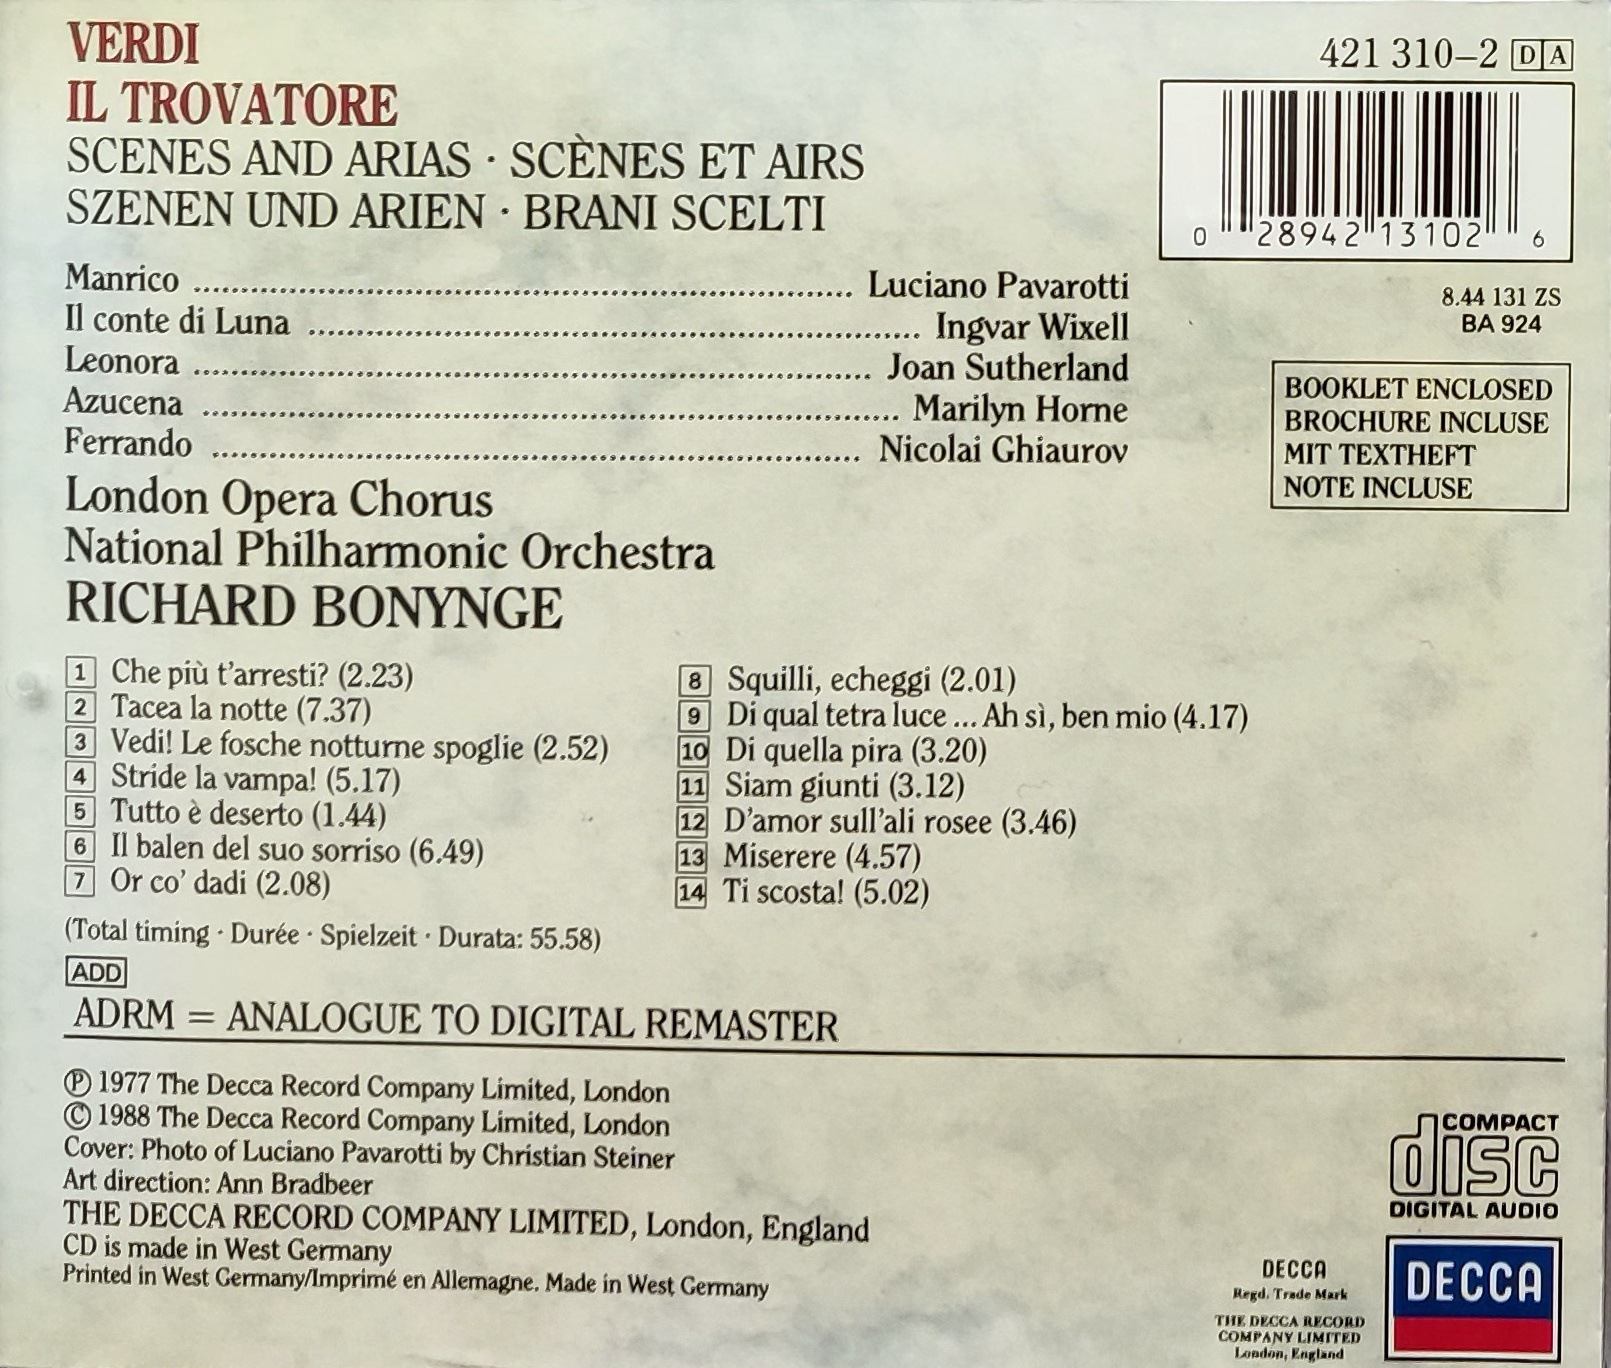 VERDI
IL TROVATORE
SCENES AND ARIAS · SCÈNES ET AIRS
SZENEN UND ARIEN · BRANI SCELTI
421 310–2 D A
0 28942 13102 6
8.44 131 ZS
BA 924
BOOKLET ENCLOSED
BROCHURE INCLUSE
MIT TEXTHEFT
NOTE INCLUSE
Manrico ........ Luciano Pavarotti
Il conte di Luna ........ Ingvar Wixell
Leonora ........ Joan Sutherland
Azucena ........ Marilyn Horne
Ferrando ........ Nicolai Ghiaurov
London Opera Chorus
National Philharmonic Orchestra
RICHARD BONYNGE
1 Che più t'arresti? (2.23)
2 Tacea la notte (7.37)
3 Vedi! Le fosche notturne spoglie (2.52)
4 Stride la vampa! (5.17)
5 Tutto è deserto (1.44)
6 Il balen del suo sorriso (6.49)
7 Or co' dadi (2.08)
8 Squilli, echeggi (2.01)
9 Di qual tetra luce ... Ah sì, ben mio (4.17)
10 Di quella pira (3.20)
11 Siam giunti (3.12)
12 D'amor sull'ali rosee (3.46)
13 Miserere (4.57)
14 Ti scosta! (5.02)
(Total timing · Durée · Spielzeit · Durata: 55.58)
ADD
ADRM = ANALOGUE TO DIGITAL REMASTER
℗ 1977 The Decca Record Company Limited, London
© 1988 The Decca Record Company Limited, London
Cover: Photo of Luciano Pavarotti by Christian Steiner
Art direction: Ann Bradbeer
THE DECCA RECORD COMPANY LIMITED, London, England
CD is made in West Germany
Printed in West Germany/Imprimé en Allemagne. Made in West Germany
COMPACT
disc
DIGITAL AUDIO
DECCA
Regd. Trade Mark
THE DECCA RECORD
COMPANY LIMITED
London, England
DECCA